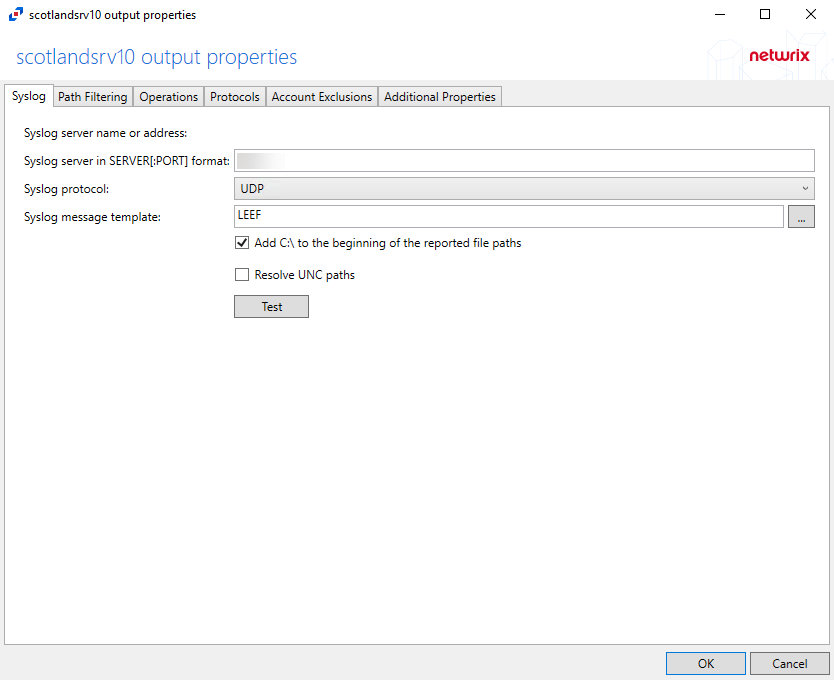 scotlandsrv10 output properties
scotlandsrv10 output properties
netwrix
Syslog Path Filtering Operations Protocols Account Exclusions Additional Properties
Syslog server name or address:
Syslog server in SERVER[:PORT] format:
Syslog protocol: UDP
Syslog message template: LEEF ...
Add C:\ to the beginning of the reported file paths
Resolve UNC paths
Test
OK Cancel